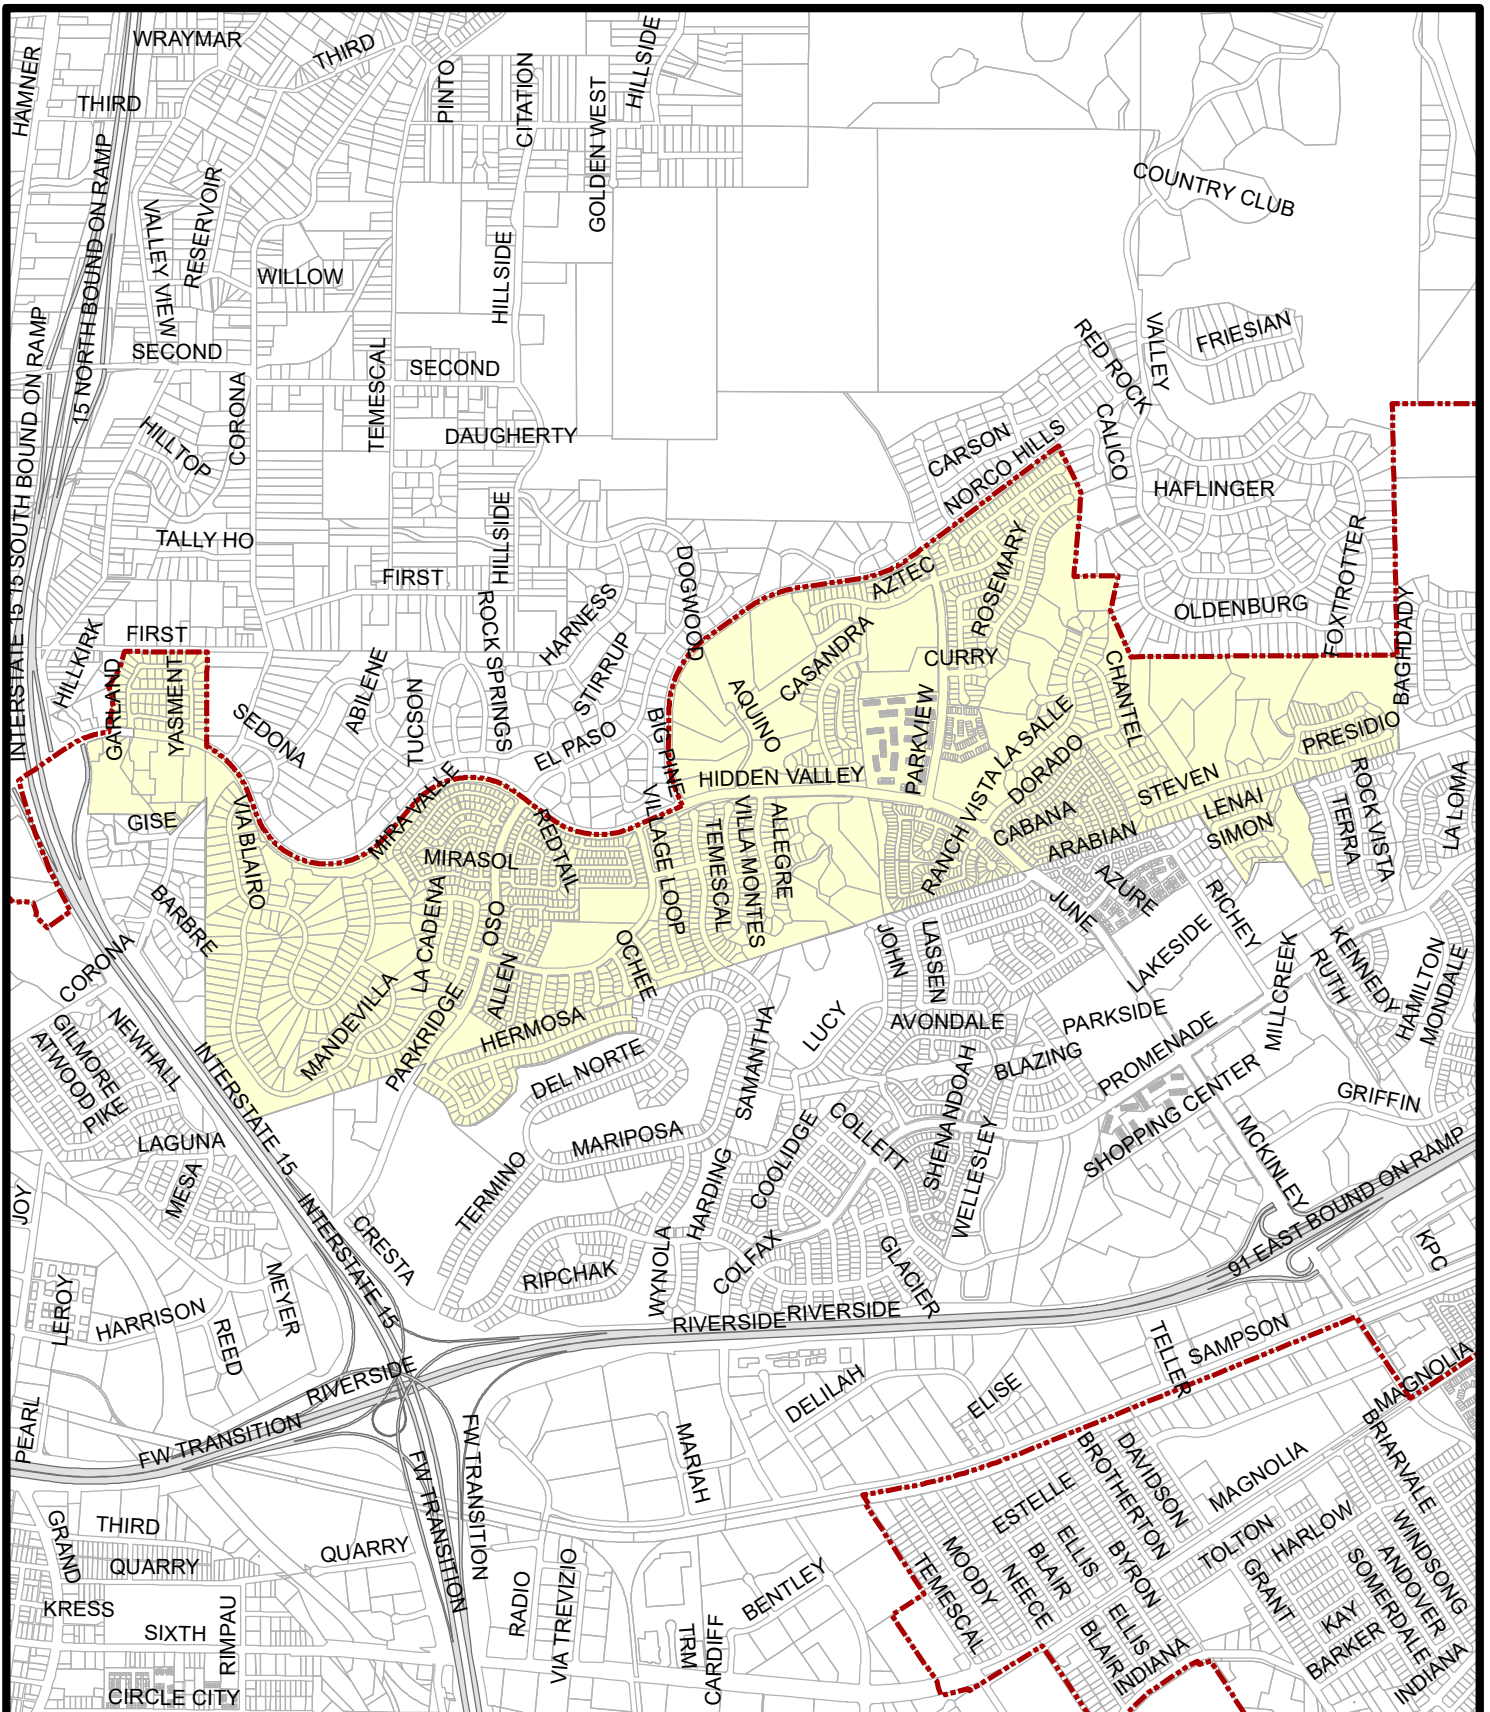 WRAYMAR
THIRD
HAMNER
THIRD
PINTO
CITATION
HILLSIDE
GOLDEN WEST
15 NORTH BOUND ON RAMP
VALLEY VIEW
RESERVOIR
WILLOW
HILLSIDE
COUNTRY CLUB
SECOND
SECOND
TEMESCAL
CORONA
DAUGHERTY
HILLTOP
RED ROCK
VALLEY
FRIESIAN
CARSON
NORCO HILLS
CALICO
HAFLINGER
FOXTROTTER
INTERSTATE 15 15 15 SOUTH BOUND ON RAMP
TALLY HO
FIRST
HILLSIDE
ROCK SPRINGS
HARNESS
DOGWOOD
STIRRUP
AZTEC
ROSEMARY
OLDENBURG
BAGHDADY
HILLKIRK
FIRST
GARLAND
YASMENT
SEDONA
ABILENE
TUCSON
EL PASO
BIG PINE
CASANDRA
AQUINO
CURRY
CHANTEL
PARKVIEW
VISTA LA SALLE
DORADO
PRESIDIO
HIDDEN VALLEY
STEVEN
LENAI
SIMON
ROCK VISTA
TERRA
LA LOMA
GISE
VIA BLAIRO
MIRA VALLE
MIRASOL
REDTAIL
VILLAGE LOOP
TEMESCAL
VILLA MONTES
ALLEGRE
RANCH
CABANA
ARABIAN
AZURE
JUNE
RICHEY
BARBRE
LA CADENA
OSO
ALLEN
OCHEE
JOHN
LASSEN
LAKESIDE
MILLCREEK
RUTH
KENNEDY
HAMILTON
MONDALE
CORONA
MANDEVILLA
PARKRIDGE
HERMOSA
DEL NORTE
SAMANTHA
LUCY
AVONDALE
PARKSIDE
GILMORE
ATWOOD
PIKE
NEWHALL
INTERSTATE 15
BLAZING
PROMENADE
SHOPPING CENTER
GRIFFIN
LAGUNA
MESA
MARIPOSA
TERMINO
HARDING
COOLIDGE
COLLETT
SHENANDOAH
WELLESLEY
MCKINLEY
91 EAST BOUND ON RAMP
JOY
INTERSTATE 15
CRESTA
RIPCHAK
WYNOLA
COLFAX
GLACIER
KPC
LEROY
HARRISON
REED
MEYER
RIVERSIDE
RIVERSIDE
RIVERSIDE
TELLER
SAMPSON
MAGNOLIA
PEARL
FW TRANSITION
FW TRANSITION
FW TRANSITION
MARIAH
DELILAH
ELISE
BROTHERTON
DAVIDSON
MAGNOLIA
BRIARVALE
GRAND
THIRD
QUARRY
QUARRY
KRESS
SIXTH
RIMPAU
CIRCLE CITY
RADIO
VIA TREVIZIO
TRM
CARDIFF
BENTLEY
ESTELLE
MOODY
TEMESCAL
NEECE
BLAIR
ELLIS
BYRON
TOLTON
HARLOW
GRANT
WINDSONG
ANDOVER
SOMERDALE
KAY
BARKER
ELLIS
BLAIR
INDIANA
INDIANA